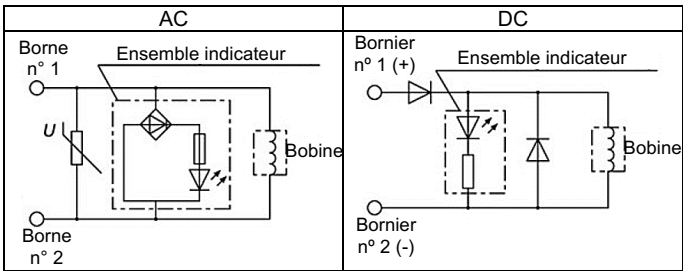 AC
Borne
n° 1
Ensemble indicateur
U
Bobine
Borne
n° 2
DC
Bornier
nº 1 (+)
Ensemble indicateur
Bobine
Bornier
nº 2 (-)